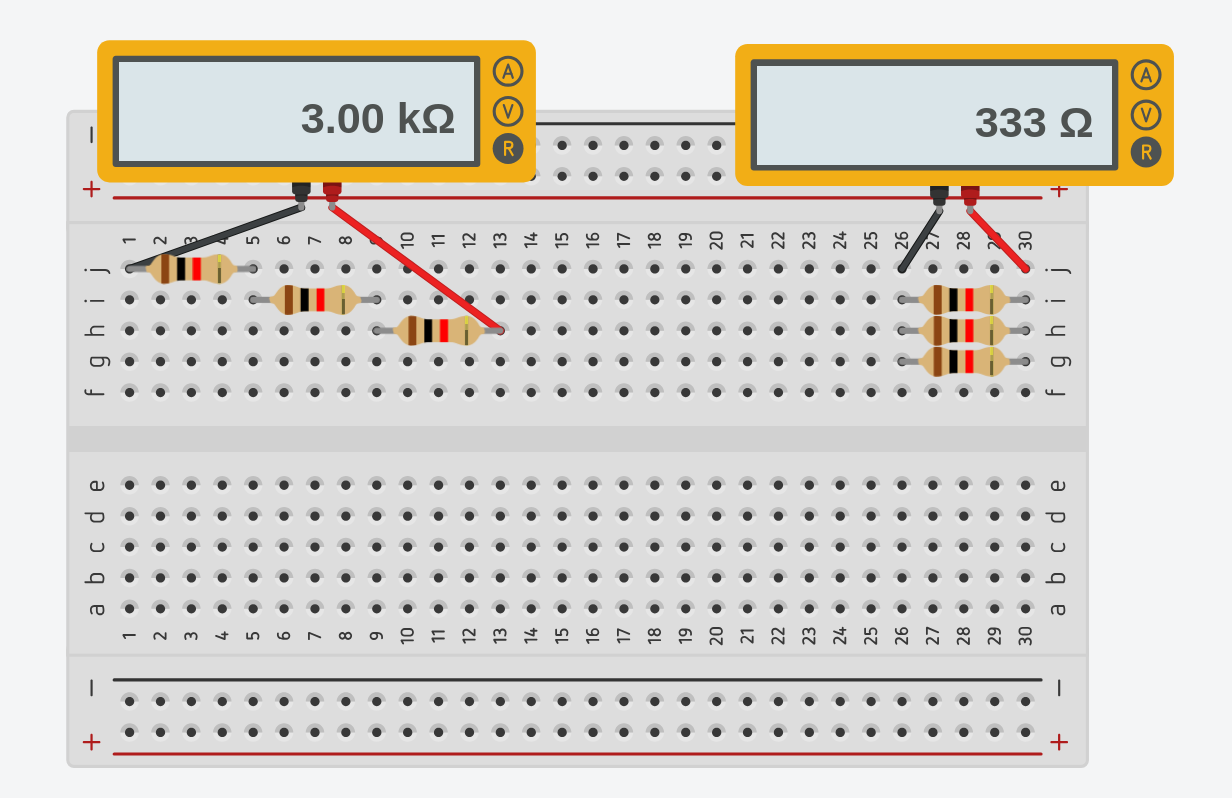 3.00 kΩ
A
V
R
333 Ω
A
V
R
−
+ +
1 2 3 4 5 6 7 8 9 10 11 12 13 14 15 16 17 18 19 20 21 22 23 24 25 26 27 28 29 30
j j
i i
h h
g g
f f
e e
d d
c c
b b
a a
1 2 3 4 5 6 7 8 9 10 11 12 13 14 15 16 17 18 19 20 21 22 23 24 25 26 27 28 29 30
− −
+ +